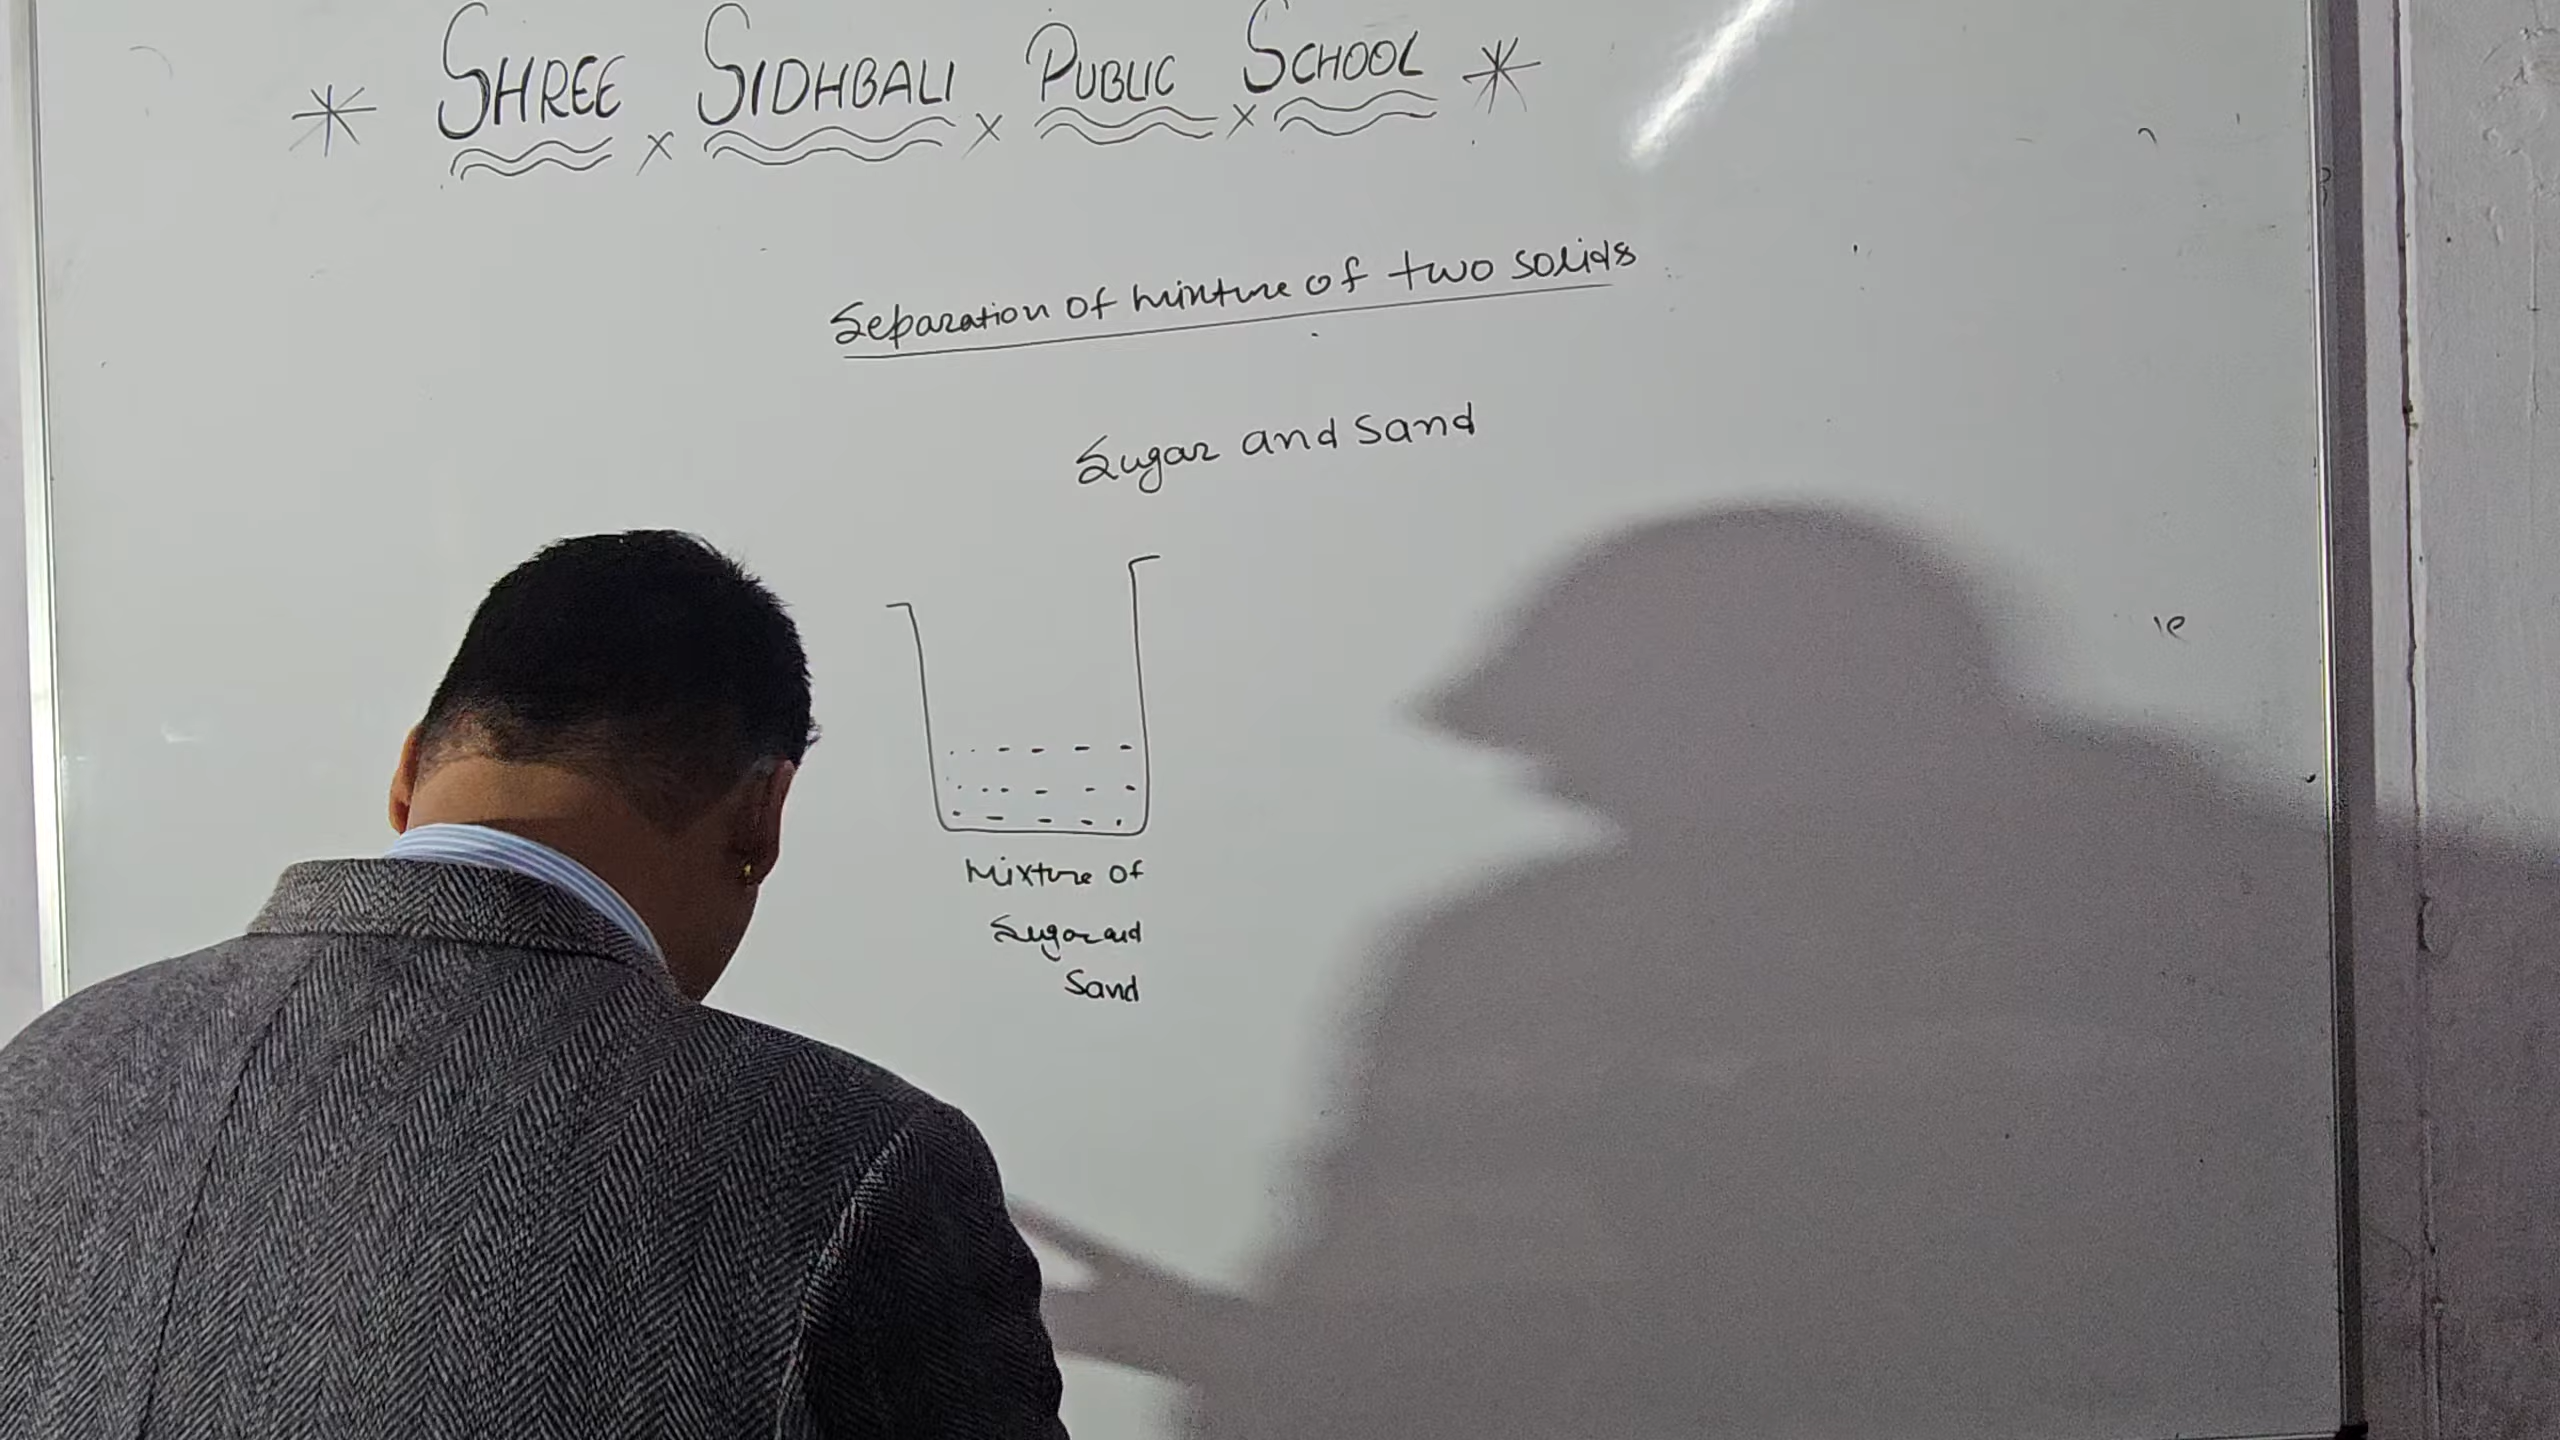 * SHREE SIDHBALI PUBLIC SCHOOL *
Separation of mixture of two solids
Sugar and Sand
Mixture of
Sugar and
Sand